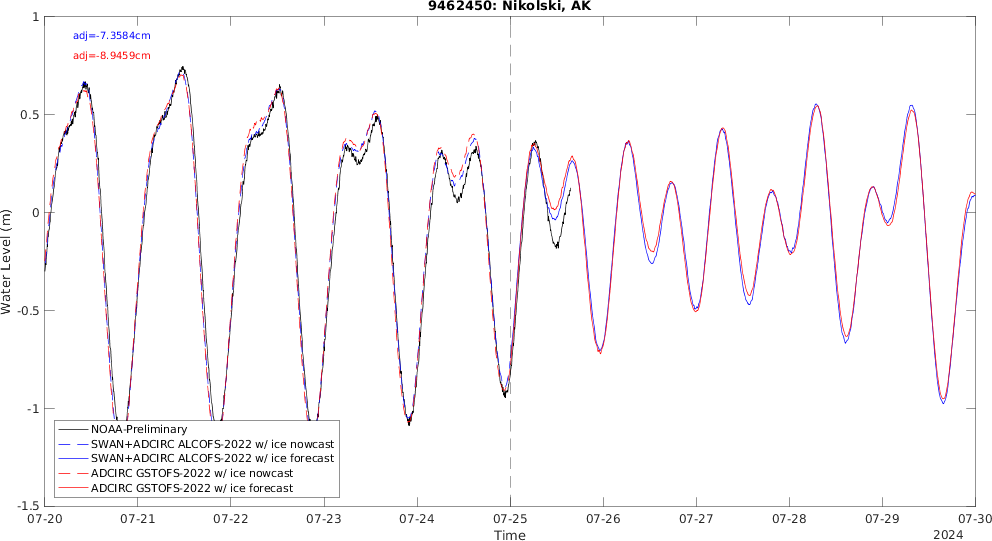 9462450: Nikolski, AK
adj=-7.3584cm
adj=-8.9459cm
Water Level (m)
1
0.5
0
-0.5
-1
-1.5
NOAA-Preliminary
SWAN+ADCIRC ALCOFS-2022 w/ ice nowcast
SWAN+ADCIRC ALCOFS-2022 w/ ice forecast
ADCIRC GSTOFS-2022 w/ ice nowcast
ADCIRC GSTOFS-2022 w/ ice forecast
07-20 07-21 07-22 07-23 07-24 07-25 07-26 07-27 07-28 07-29 07-30
Time
2024